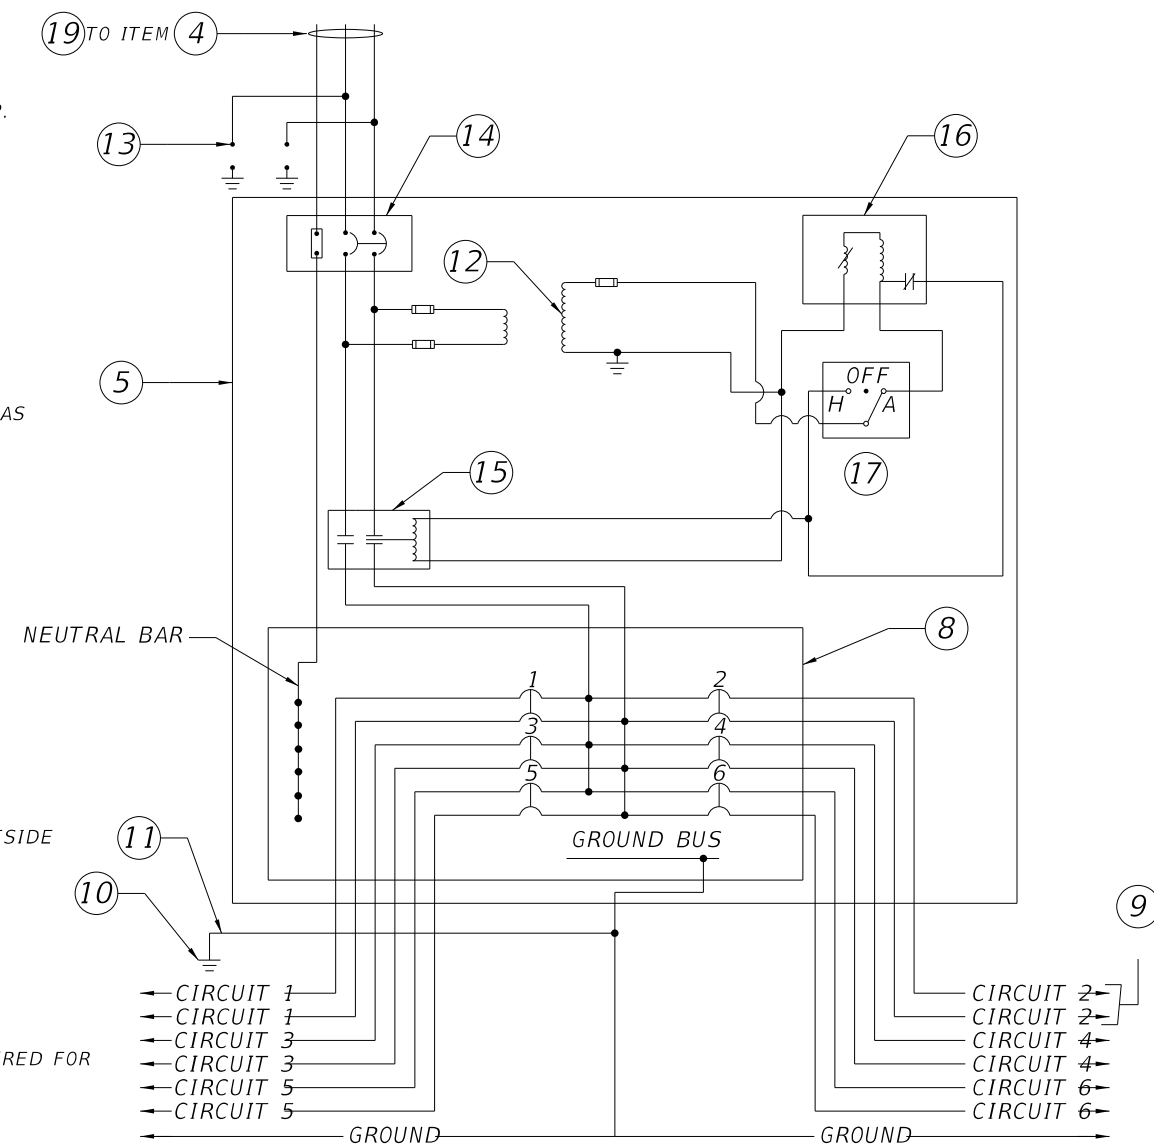 19 TO ITEM 4
.
13
14
16
12
5
OFF
H A
AS
17
15
NEUTRAL BAR
8
1 2
3 4
5 6
GROUND BUS
TSIDE
11
10
9
CIRCUIT 1 CIRCUIT 2
CIRCUIT 1 CIRCUIT 2
CIRCUIT 3 CIRCUIT 4
RED FOR
CIRCUIT 3 CIRCUIT 4
CIRCUIT 5 CIRCUIT 6
CIRCUIT 5 CIRCUIT 6
GROUND GROUND